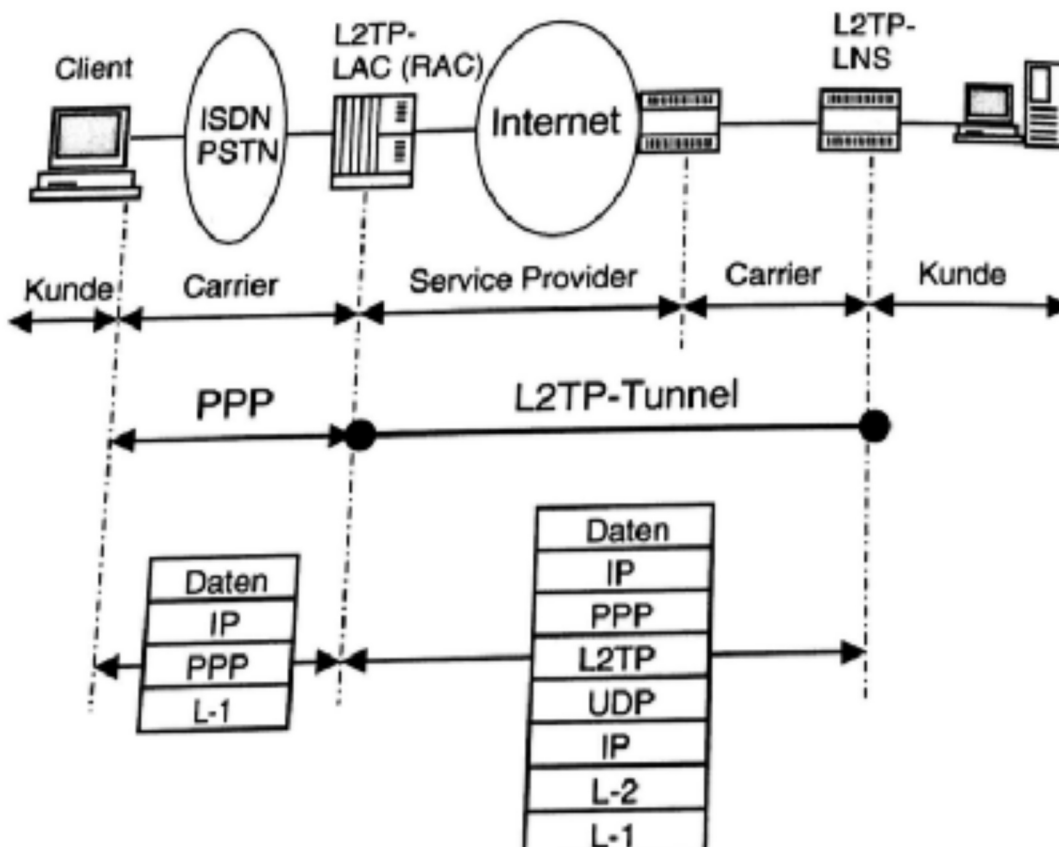 Client
L2TP-
LAC (RAC)
L2TP-
LNS
ISDN
PSTN
Internet
Kunde
Carrier
Service Provider
Carrier
Kunde
PPP
L2TP-Tunnel
Daten
IP
PPP
L-1
Daten
IP
PPP
L2TP
UDP
IP
L-2
L-1